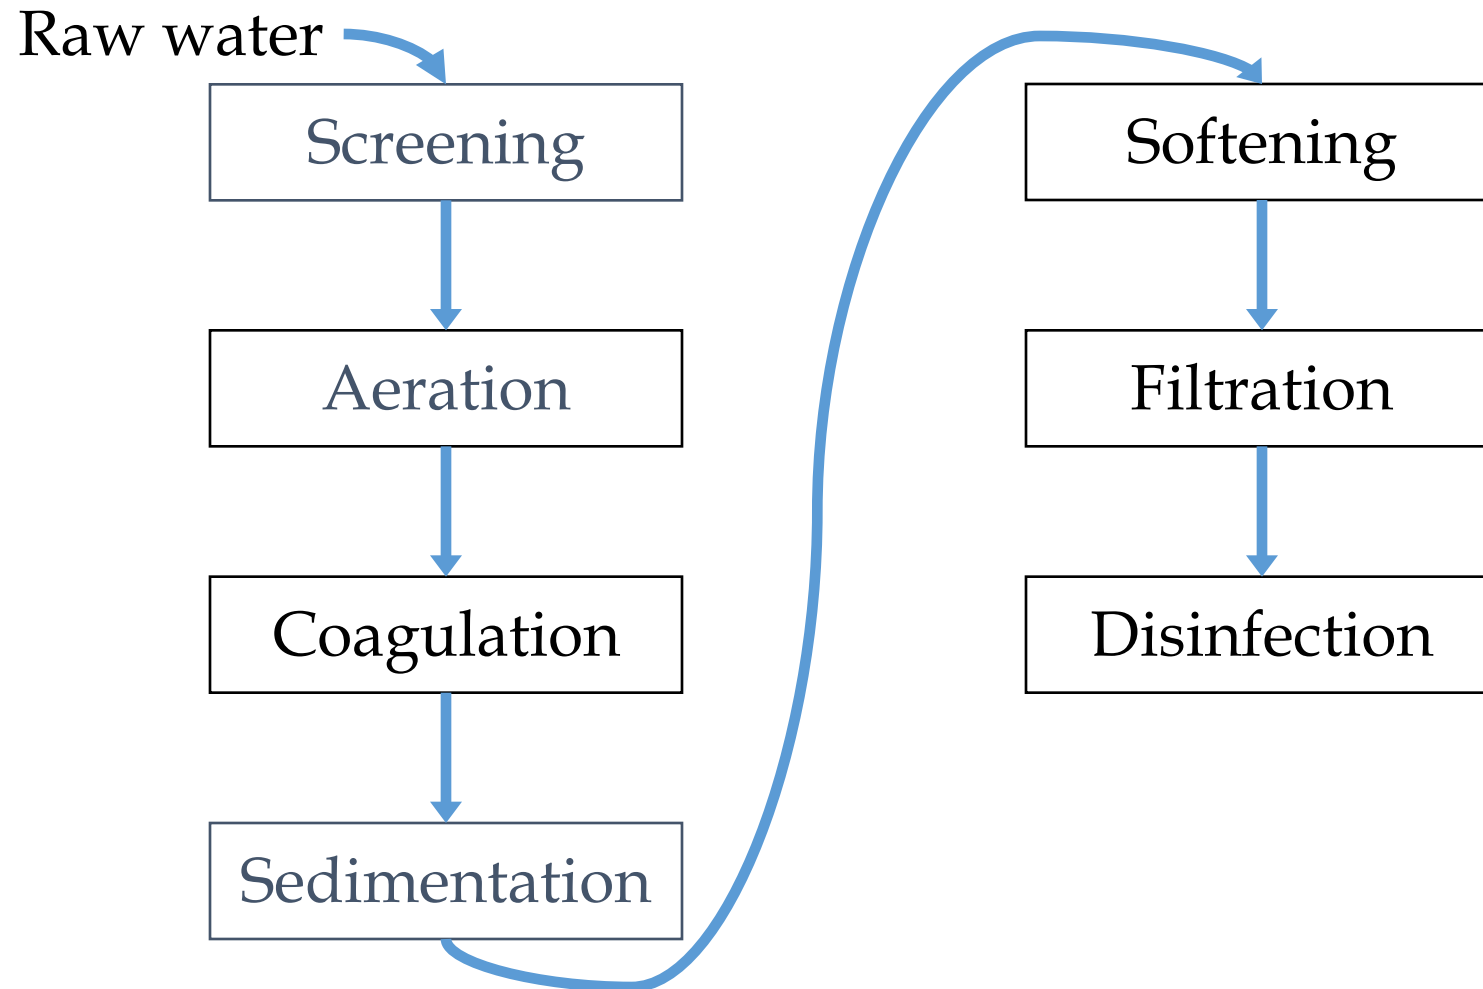 Raw water
Screening
Aeration
Coagulation
Sedimentation
Softening
Filtration
Disinfection